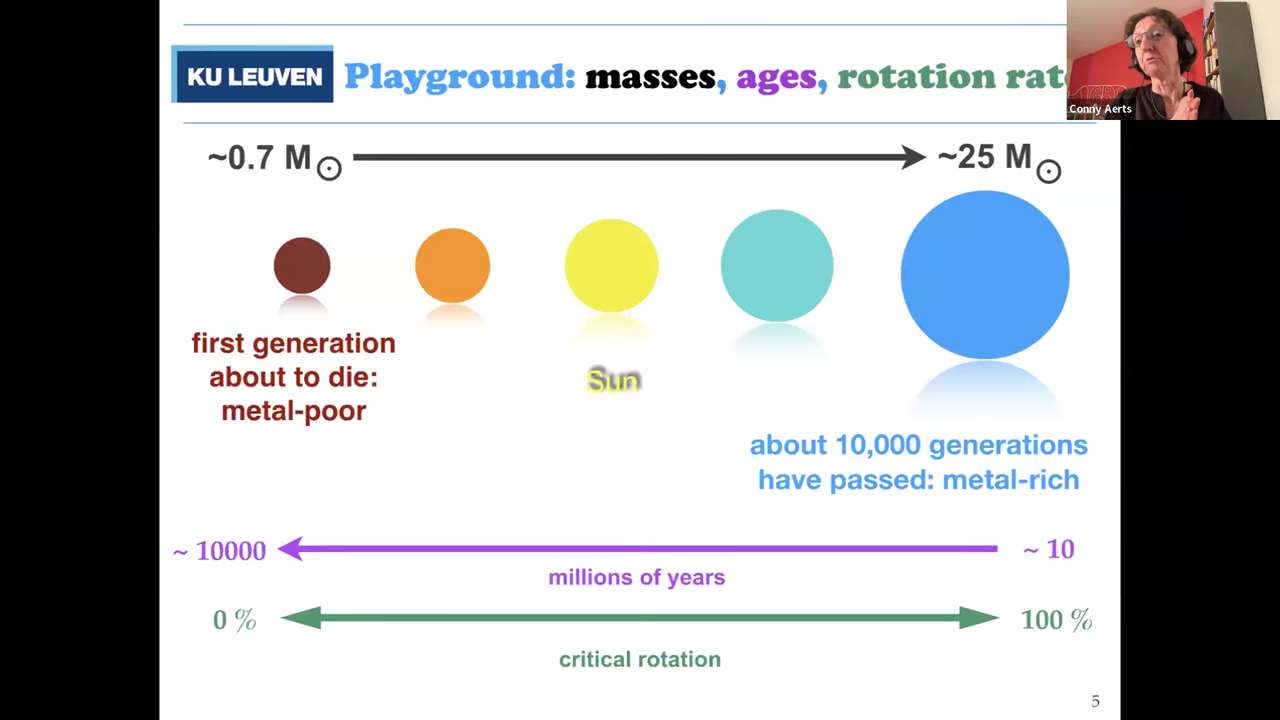 KU LEUVEN
Playground: masses, ages, rotation rat
Conny Aerts
~0.7 M☉
~25 M☉
first generation
about to die:
metal-poor
Sun
about 10,000 generations
have passed: metal-rich
~ 10000
~ 10
millions of years
0 %
100 %
critical rotation
5